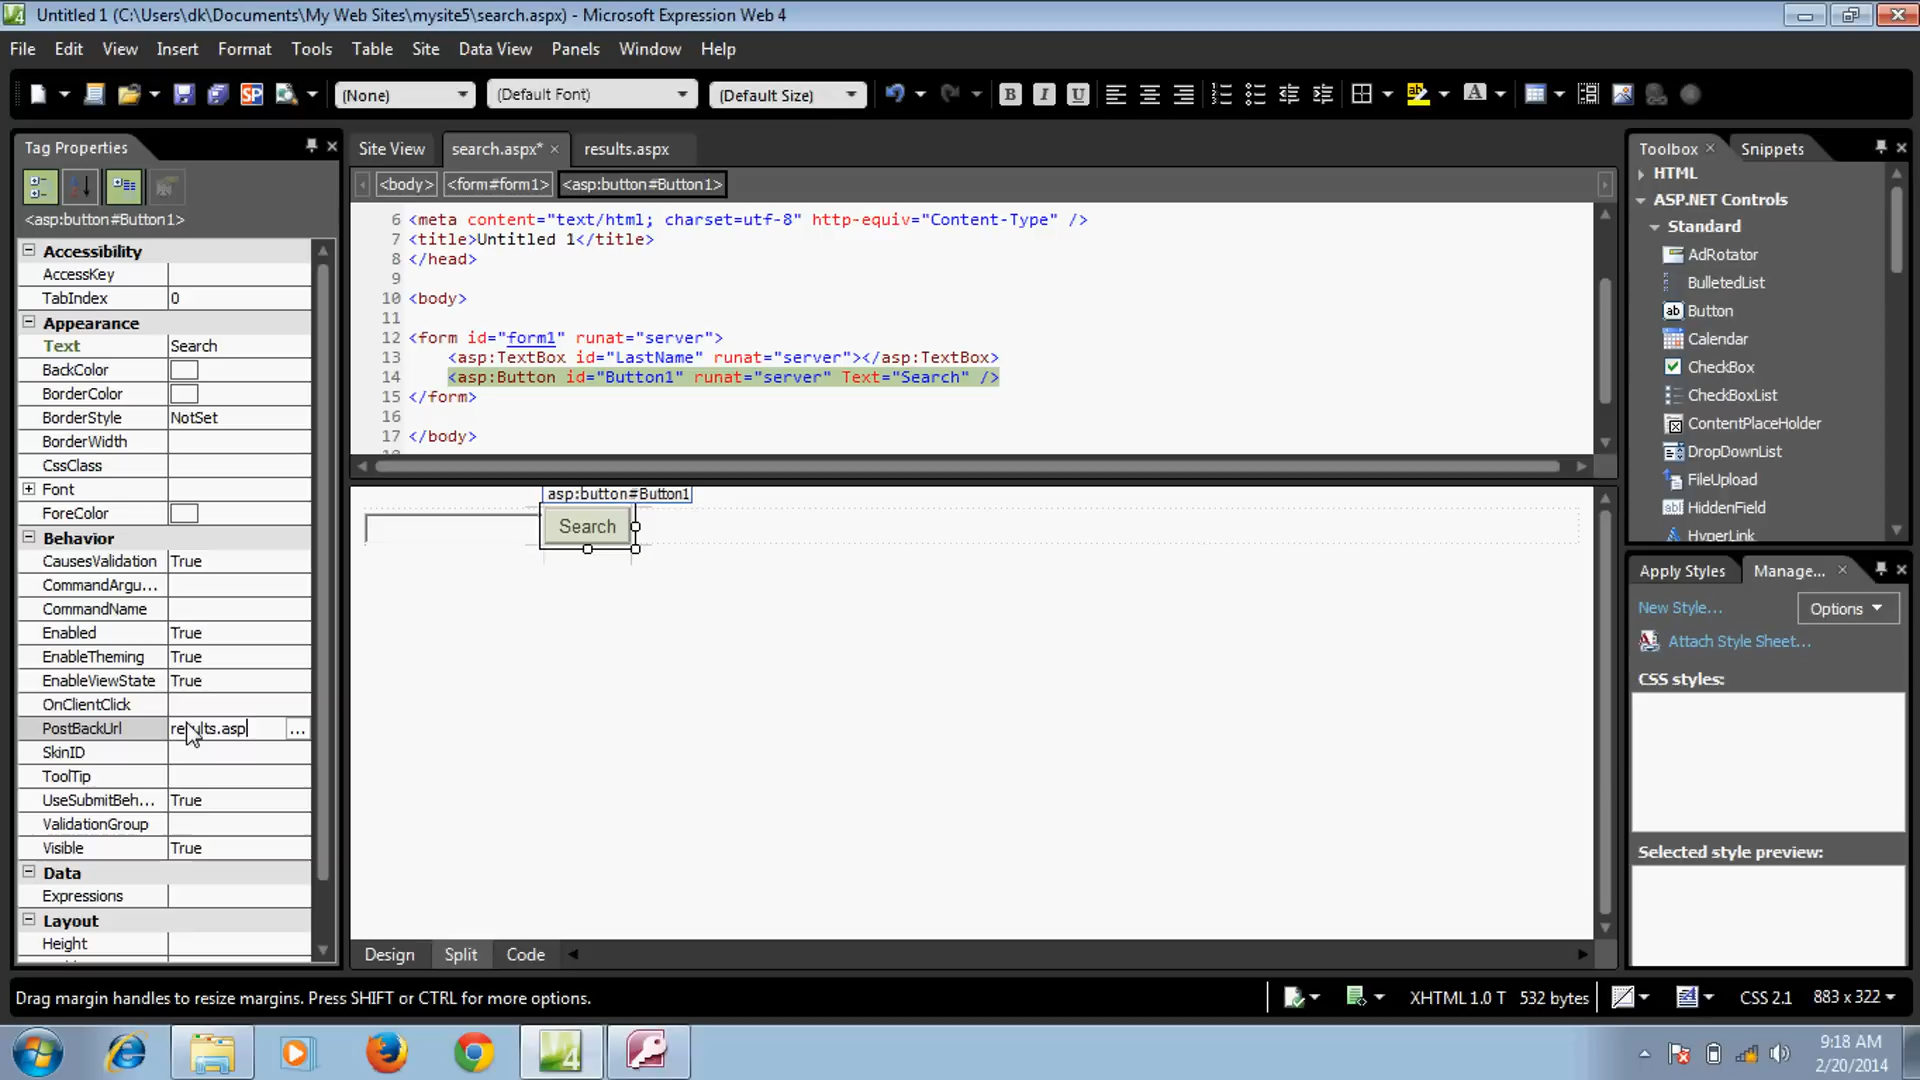 Untitled 1 (C:\Users\dk\Documents\My Web Sites\mysite5\search.aspx) - Microsoft Expression Web 4
File Edit View Insert Format Tools Table Site Data View Panels Window Help
(None) (Default Font) (Default Size) B I U A
Tag Properties
<asp:button#Button1>
Accessibility
AccessKey
TabIndex 0
Appearance
Text Search
BackColor
BorderColor
BorderStyle NotSet
BorderWidth
CssClass
Font
ForeColor
Behavior
CausesValidation True
CommandArgu...
CommandName
Enabled True
EnableTheming True
EnableViewState True
OnClientClick
PostBackUrl results.asp ...
SkinID
ToolTip
UseSubmitBeh... True
ValidationGroup
Visible True
Data
Expressions
Layout
Height
Site View search.aspx* results.aspx
<body> <form#form1> <asp:button#Button1>
6 <meta content="text/html; charset=utf-8" http-equiv="Content-Type" />
7 <title>Untitled 1</title>
8 </head>
9
10 <body>
11
12 <form id="form1" runat="server">
13 <asp:TextBox id="LastName" runat="server"></asp:TextBox>
14 <asp:Button id="Button1" runat="server" Text="Search" />
15 </form>
16
17 </body>
asp:button#Button1
Search
Design Split Code
Toolbox Snippets
HTML
ASP.NET Controls
Standard
AdRotator
BulletedList
Button
Calendar
CheckBox
CheckBoxList
ContentPlaceHolder
DropDownList
FileUpload
HiddenField
HyperLink
Apply Styles Manage...
New Style... Options
Attach Style Sheet...
CSS styles:
Selected style preview:
Drag margin handles to resize margins. Press SHIFT or CTRL for more options.
XHTML 1.0 T 532 bytes CSS 2.1 883 x 322
9:18 AM
2/20/2014